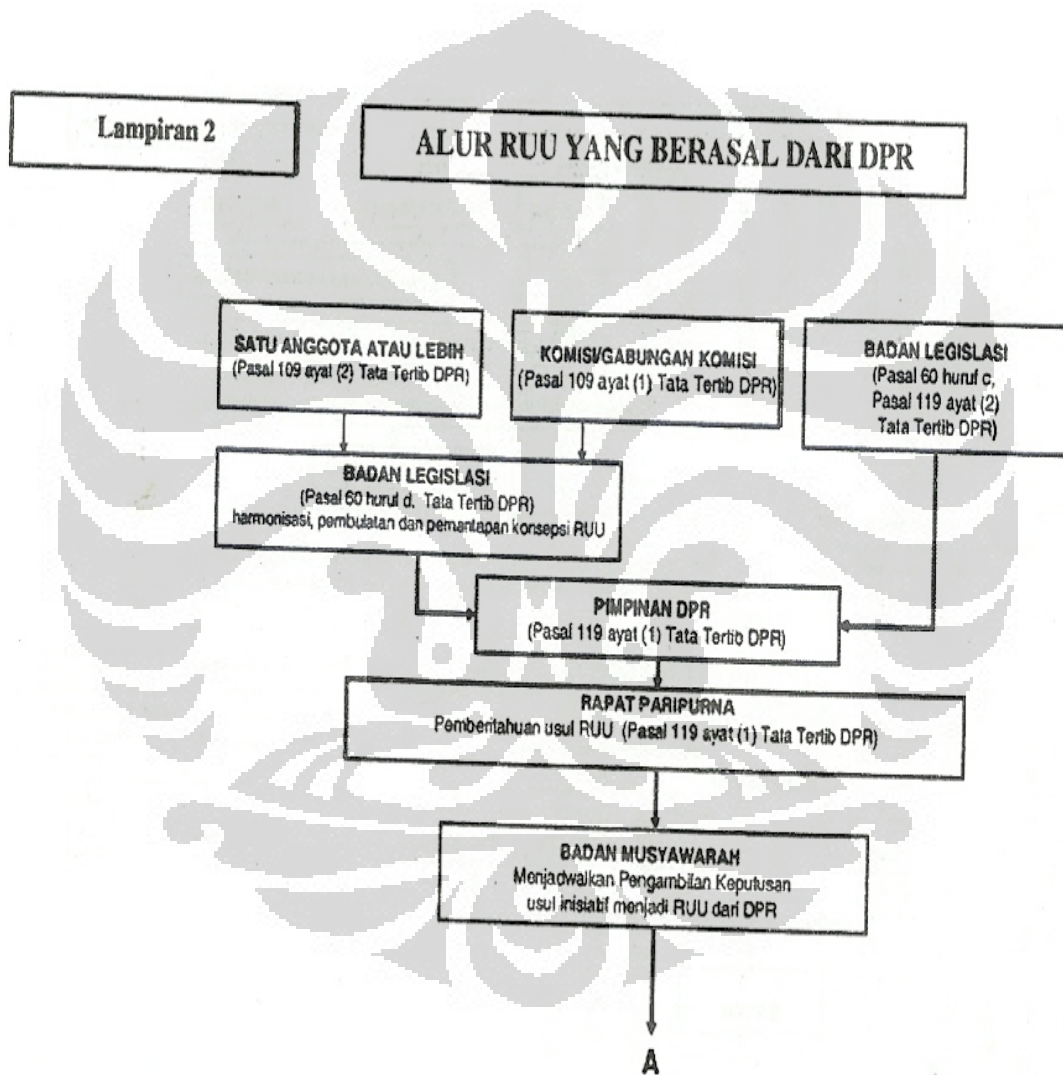 Lampiran 2
ALUR RUU YANG BERASAL DARI DPR
SATU ANGGOTA ATAU LEBIH
(Pasal 109 ayat (2) Tata Tertib DPR)
KOMISI/GABUNGAN KOMISI
(Pasal 109 ayat (1) Tata Tertib DPR)
BADAN LEGISLASI
(Pasal 60 huruf c,
Pasal 119 ayat (2)
Tata Tertib DPR)
BADAN LEGISLASI
(Pasal 60 huruf d. Tata Tertib DPR)
harmonisasi, pembulatan dan pemantapan konsepsi RUU
PIMPINAN DPR
(Pasal 119 ayat (1) Tata Tertib DPR)
RAPAT PARIPURNA
Pemberitahuan usul RUU (Pasal 119 ayat (1) Tata Tertib DPR)
BADAN MUSYAWARAH
Menjadwalkan Pengambilan Keputusan
usul inisiatif menjadi RUU dari DPR
A